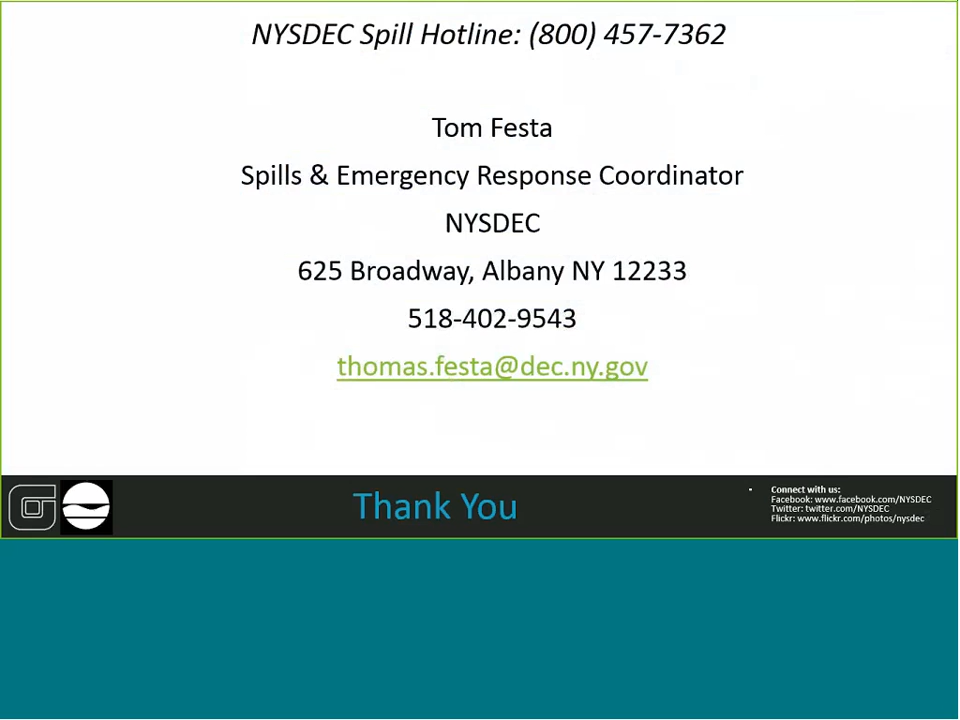 NYSDEC Spill Hotline: (800) 457-7362
Tom Festa
Spills & Emergency Response Coordinator
NYSDEC
625 Broadway, Albany NY 12233
518-402-9543
thomas.festa@dec.ny.gov
Thank You
• Connect with us:
Facebook: www.facebook.com/NYSDEC
Twitter: twitter.com/NYSDEC
Flickr: www.flickr.com/photos/nysdec